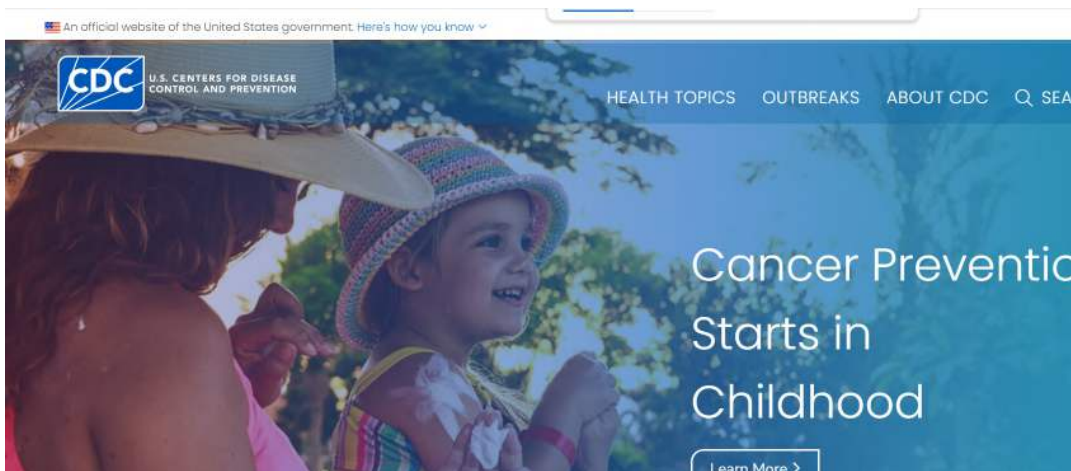 An official website of the United States government. Here's how you know
CDC
U.S. CENTERS FOR DISEASE
CONTROL AND PREVENTION
HEALTH TOPICS OUTBREAKS ABOUT CDC SEA
Cancer Preventio
Starts in
Childhood
Learn More >